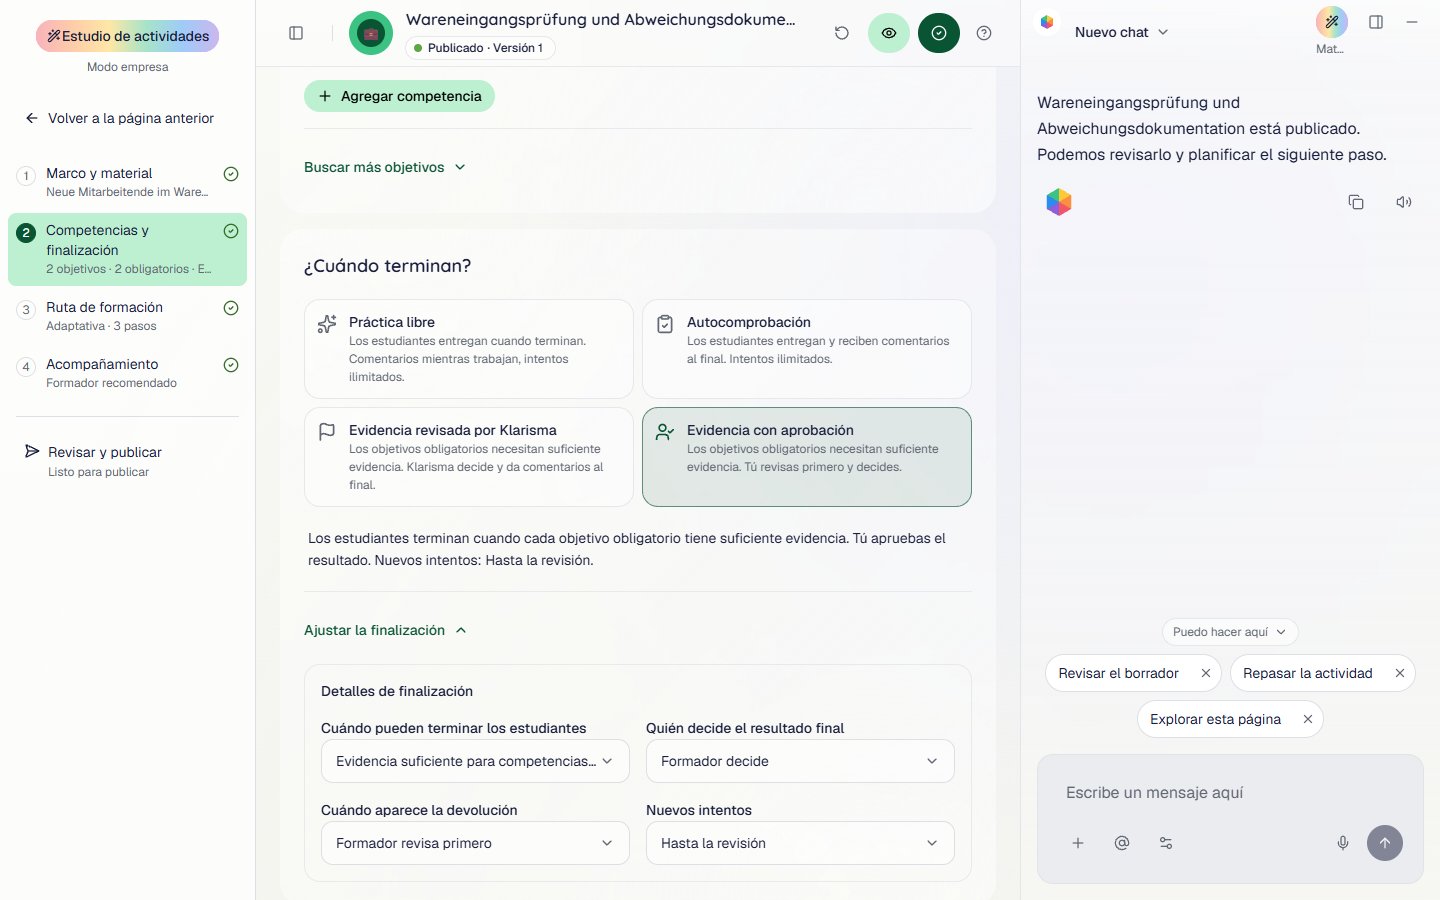 Estudio de actividades
Modo empresa
Volver a la página anterior
1
Marco y material
Neue Mitarbeitende im Ware...
2
Competencias y
finalización
2 objetivos · 2 obligatorios · E...
3
Ruta de formación
Adaptativa · 3 pasos
4
Acompañamiento
Formador recomendado
Revisar y publicar
Listo para publicar
Wareneingangsprüfung und Abweichungsdokume...
Publicado · Versión 1
Agregar competencia
Buscar más objetivos
¿Cuándo terminan?
Práctica libre
Los estudiantes entregan cuando terminan.
Comentarios mientras trabajan, intentos
ilimitados.
Autocomprobación
Los estudiantes entregan y reciben comentarios
al final. Intentos ilimitados.
Evidencia revisada por Klarisma
Los objetivos obligatorios necesitan suficiente
evidencia. Klarisma decide y da comentarios al
final.
Evidencia con aprobación
Los objetivos obligatorios necesitan suficiente
evidencia. Tú revisas primero y decides.
Los estudiantes terminan cuando cada objetivo obligatorio tiene suficiente evidencia. Tú apruebas el
resultado. Nuevos intentos: Hasta la revisión.
Ajustar la finalización
Detalles de finalización
Cuándo pueden terminar los estudiantes
Evidencia suficiente para competencias...
Quién decide el resultado final
Formador decide
Cuándo aparece la devolución
Formador revisa primero
Nuevos intentos
Hasta la revisión
Nuevo chat
Mat...
Wareneingangsprüfung und
Abweichungsdokumentation está publicado.
Podemos revisarlo y planificar el siguiente paso.
Puedo hacer aquí
Revisar el borrador
Repasar la actividad
Explorar esta página
Escribe un mensaje aquí